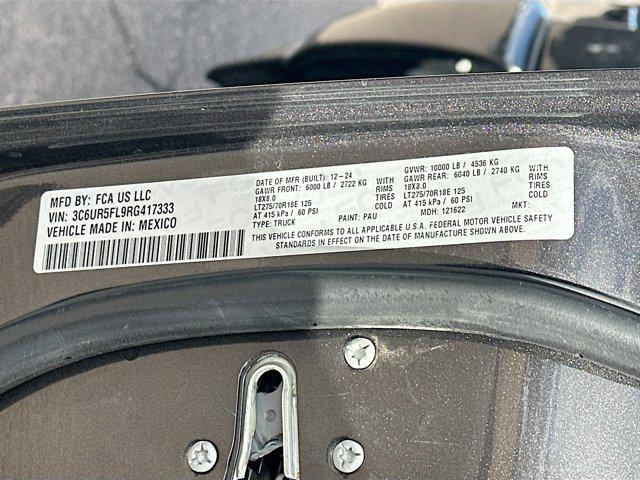 MFD BY: FCA US LLC
VIN: 3C6UR5FL9RG417333
VEHICLE MADE IN: MEXICO
DATE OF MFR (BUILT): 12-24
GAWR FRONT: 6000 LB / 2722 KG WITH
18X8.0 RIMS
LT275/70R18E 125 TIRES
AT 415 kPa / 60 PSI COLD
TYPE: TRUCK PAINT: PAU
GVWR: 10000 LB / 4536 KG
GAWR REAR: 6040 LB / 2740 KG WITH
18X8.0 RIMS
LT275/70R18E 125 TIRES
AT 415 kPa / 60 PSI COLD
MDH: 121622
THIS VEHICLE CONFORMS TO ALL APPLICABLE U.S.A. FEDERAL MOTOR VEHICLE SAFETY
STANDARDS IN EFFECT ON THE DATE OF MANUFACTURE SHOWN ABOVE.